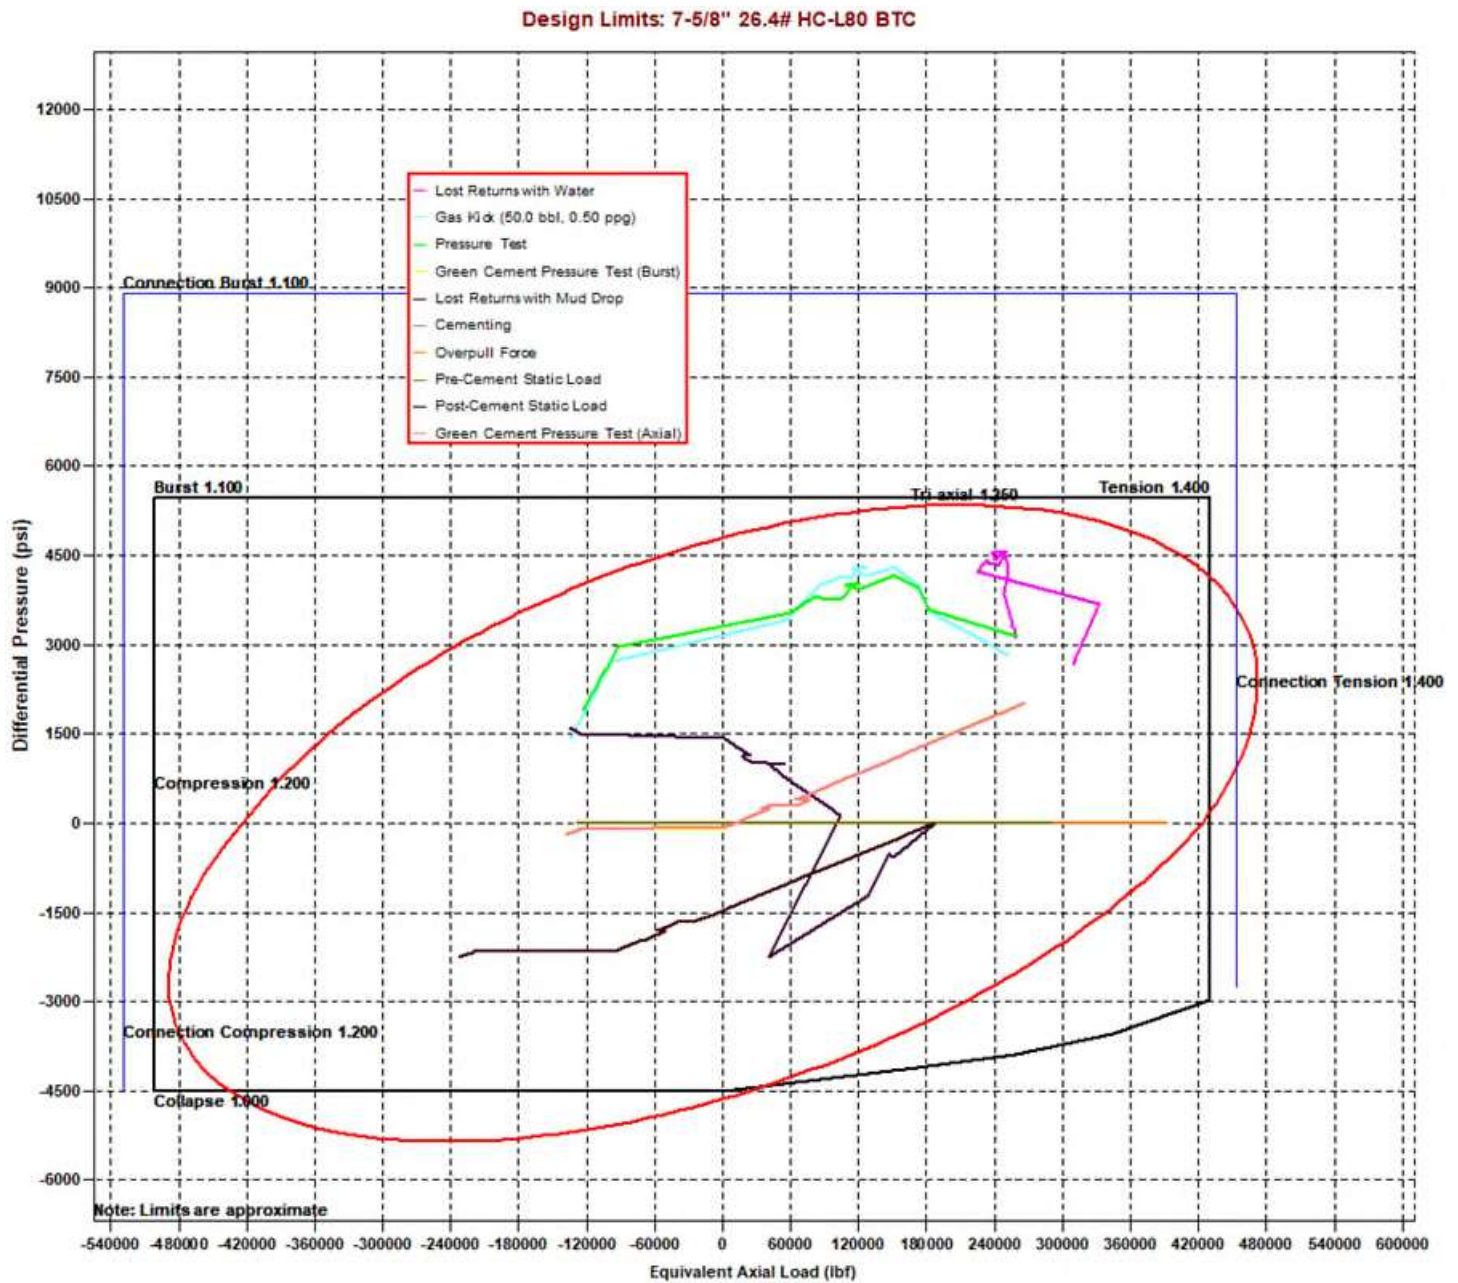 Design Limits: 7-5/8" 26.4# HC-L80 BTC
12000
10500
9000
7500
6000
4500
3000
1500
0
-1500
-3000
-4500
-6000
Differential Pressure (psi)
Lost Returns with Water
Gas Kick (50.0 bbl, 0.50 ppg)
Pressure Test
Green Cement Pressure Test (Burst)
Lost Returns with Mud Drop
Cementing
Overpull Force
Pre-Cement Static Load
Post-Cement Static Load
Green Cement Pressure Test (Axial)
Connection Burst 1.100
Burst 1.100
Tri axial 1.250
Tension 1.400
Connection Tension 1.400
Compression 1.200
Connection Compression 1.200
Collapse 1.000
Note: Limits are approximate
-540000 -480000 -420000 -360000 -300000 -240000 -180000 -120000 -60000 0 60000 120000 180000 240000 300000 360000 420000 480000 540000 600000
Equivalent Axial Load (lbf)